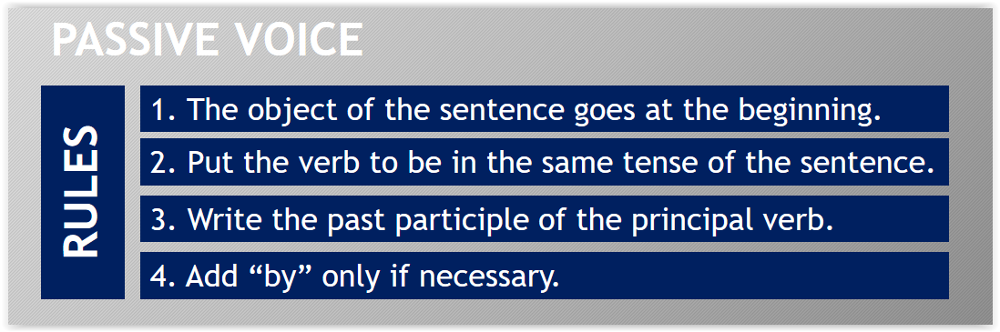 PASSIVE VOICE
RULES
1. The object of the sentence goes at the beginning.
2. Put the verb to be in the same tense of the sentence.
3. Write the past participle of the principal verb.
4. Add “by” only if necessary.